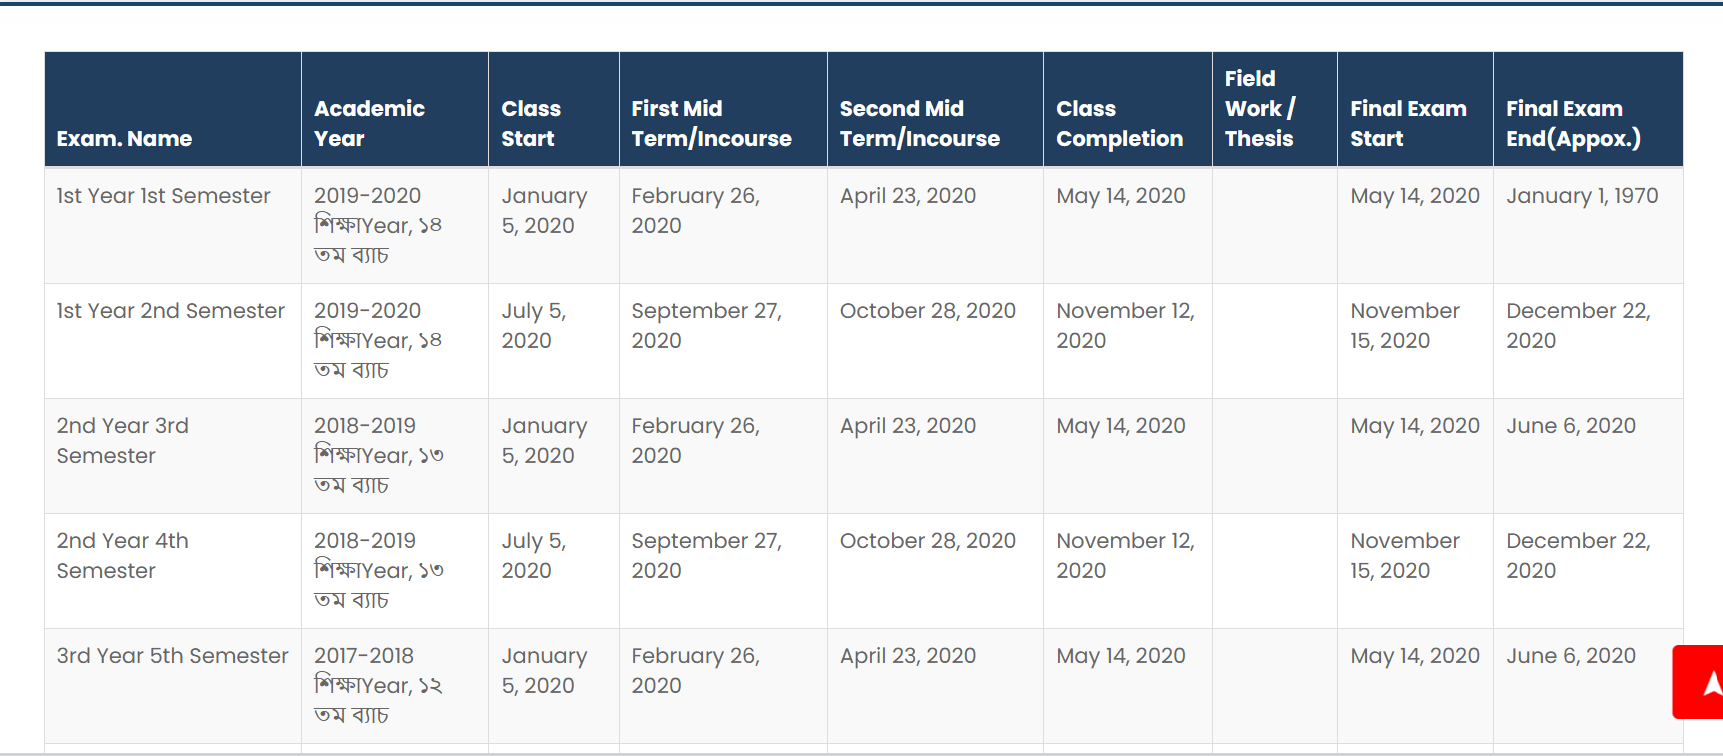 Exam. Name
Academic
Year
Class
Start
First Mid
Term/Incourse
Second Mid
Term/Incourse
Class
Completion
Field
Work /
Thesis
Final Exam
Start
Final Exam
End(Appox.)
1st Year 1st Semester
2019-2020
শিক্ষাYear, ১৪
তম ব্যাচ
January
5, 2020
February 26,
2020
April 23, 2020
May 14, 2020
May 14, 2020
January 1, 1970
1st Year 2nd Semester
2019-2020
শিক্ষাYear, ১৪
তম ব্যাচ
July 5,
2020
September 27,
2020
October 28, 2020
November 12,
2020
November
15, 2020
December 22,
2020
2nd Year 3rd
Semester
2018-2019
শিক্ষাYear, ১৩
তম ব্যাচ
January
5, 2020
February 26,
2020
April 23, 2020
May 14, 2020
May 14, 2020
June 6, 2020
2nd Year 4th
Semester
2018-2019
শিক্ষাYear, ১৩
তম ব্যাচ
July 5,
2020
September 27,
2020
October 28, 2020
November 12,
2020
November
15, 2020
December 22,
2020
3rd Year 5th Semester
2017-2018
শিক্ষাYear, ১২
তম ব্যাচ
January
5, 2020
February 26,
2020
April 23, 2020
May 14, 2020
May 14, 2020
June 6, 2020